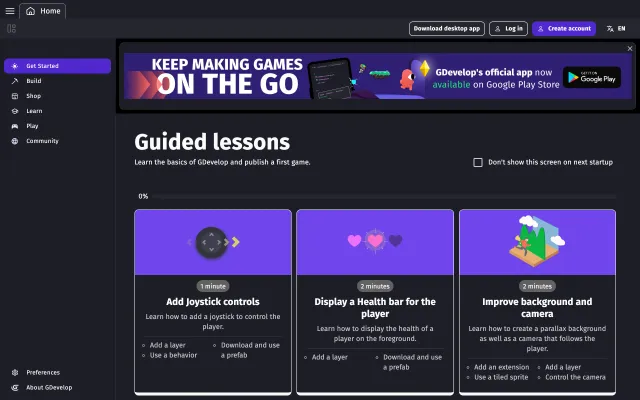 Home
Download desktop app
Log in
Create account
EN
Get Started
Build
Shop
Learn
Play
Community
Preferences
About GDevelop
KEEP MAKING GAMES
ON THE GO
GDevelop's official app now
available on Google Play Store
GET IT ON
Google Play
Guided lessons
Learn the basics of GDevelop and publish a first game.
Don't show this screen on next startup
0%
1 minute
Add Joystick controls
Learn how to add a joystick to control the
player.
Add a layer
Use a behavior
Download and use
a prefab
2 minutes
Display a Health bar for the
player
Learn how to display the health of a
player on the foreground.
Add a layer
Download and use
a prefab
2 minutes
Improve background and
camera
Learn how to create a parallax background
as well as a camera that follows the
player.
Add an extension
Use a tiled sprite
Add a layer
Control the camera